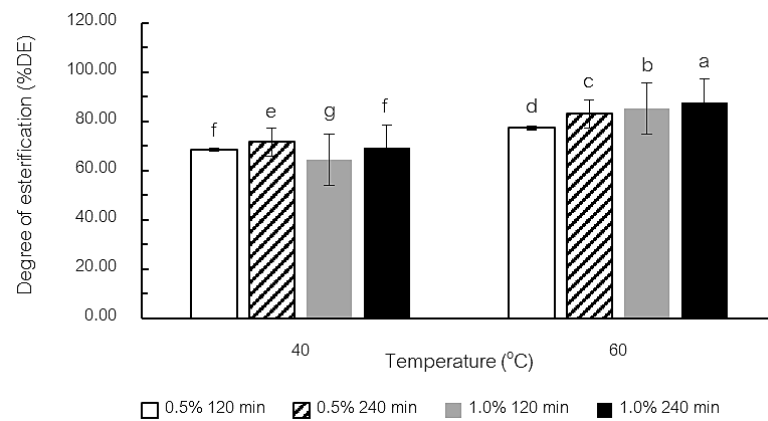 Degree of esterification (%DE)
120.00
100.00
80.00
60.00
40.00
20.00
0.00
f
e
g
f
d
c
b
a
40
60
Temperature (°C)
0.5% 120 min
0.5% 240 min
1.0% 120 min
1.0% 240 min